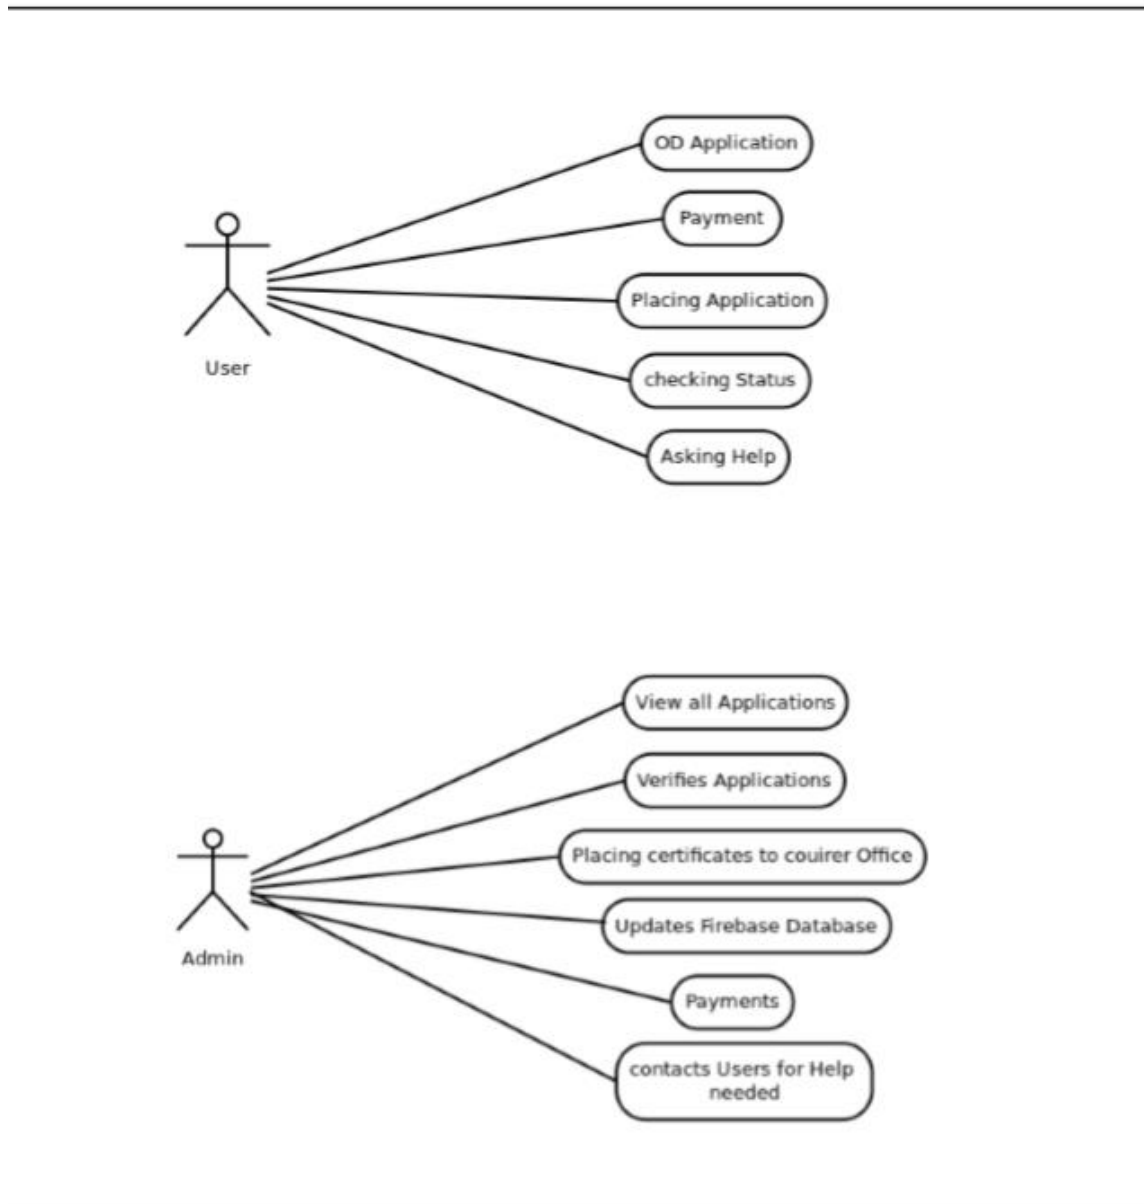 OD Application
Payment
Placing Application
checking Status
Asking Help
User
View all Applications
Verifies Applications
Placing certificates to couirer Office
Updates Firebase Database
Payments
contacts Users for Help
needed
Admin